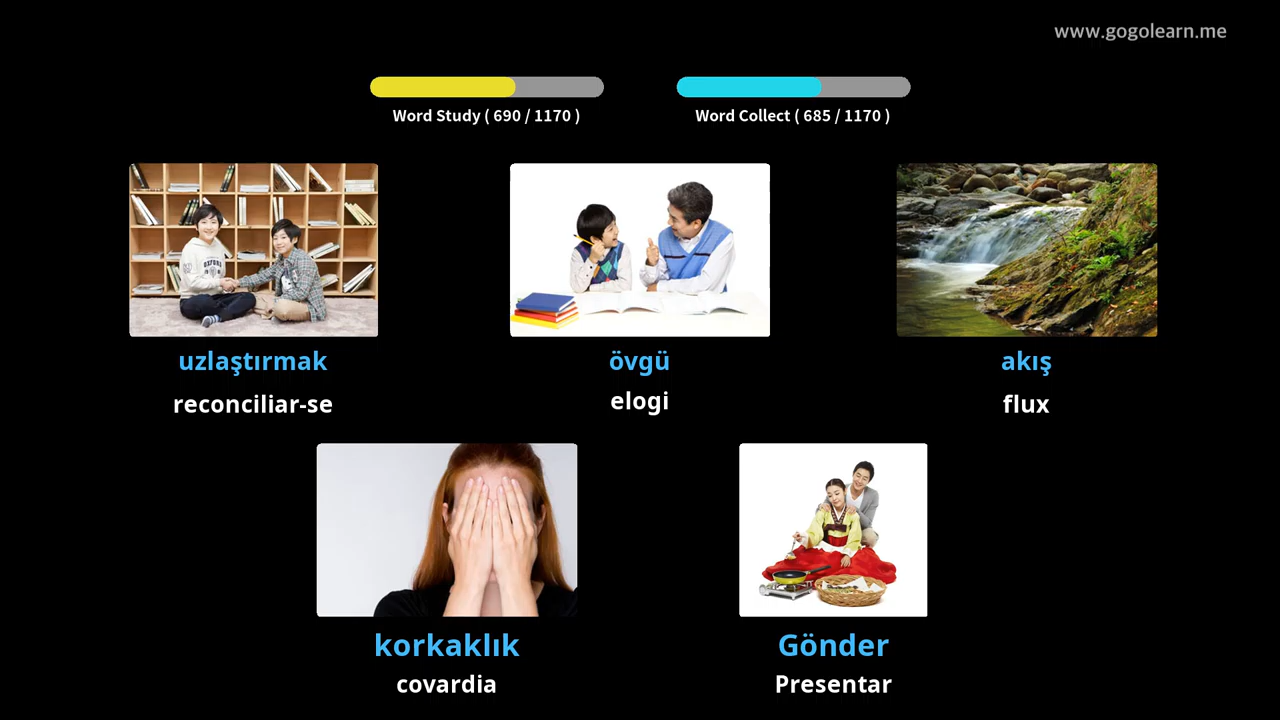 www.gogolearn.me
Word Study ( 690 / 1170 )
Word Collect ( 685 / 1170 )
uzlaştırmak
reconciliar-se
övgü
elogi
akış
flux
korkaklık
covardia
Gönder
Presentar